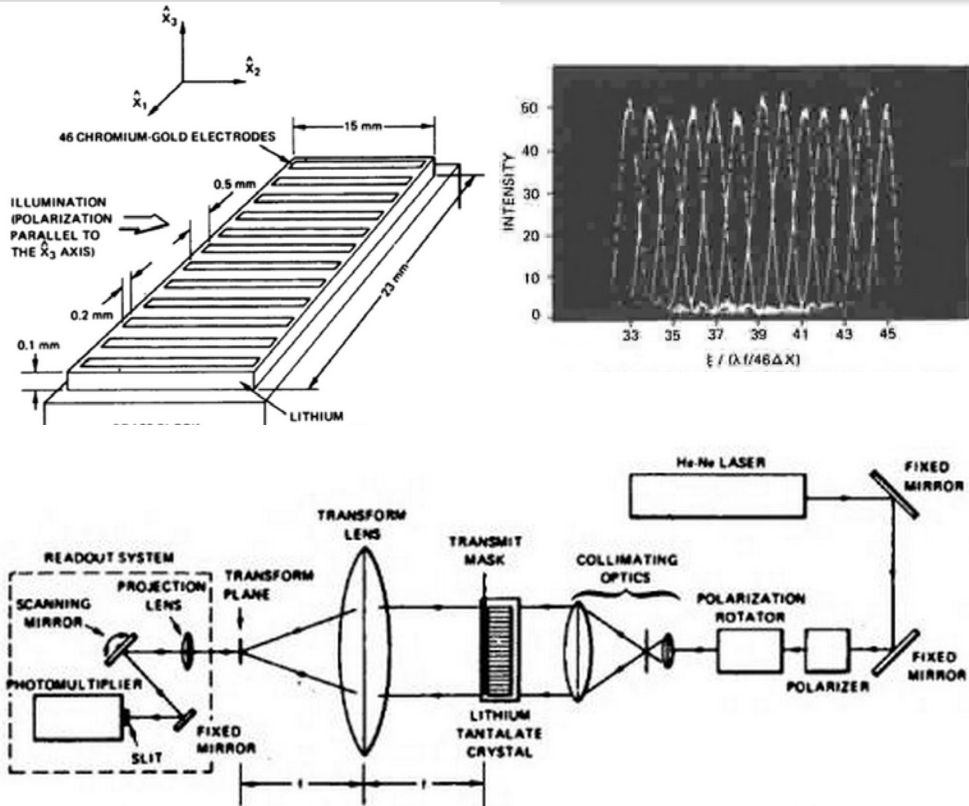 X̂3
X̂2
X̂1
46 CHROMIUM-GOLD ELECTRODES
15 mm
0.5 mm
ILLUMINATION
(POLARIZATION
PARALLEL TO
THE X̂3 AXIS)
23 mm
0.2 mm
0.1 mm
LITHIUM
INTENSITY
50
40
30
20
10
0
33 35 37 39 41 43 45
ξ / (λf/46ΔX)
He-Ne LASER
FIXED
MIRROR
TRANSFORM
LENS
TRANSMIT
MASK
COLLIMATING
OPTICS
READOUT SYSTEM
TRANSFORM
PLANE
PROJECTION
LENS
SCANNING
MIRROR
POLARIZATION
ROTATOR
PHOTOMULTIPLIER
FIXED
MIRROR
POLARIZER
FIXED
MIRROR
SLIT
LITHIUM
TANTALATE
CRYSTAL
f
f